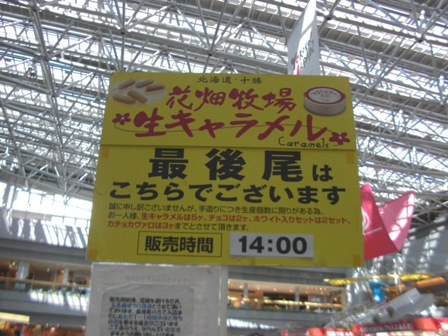 北海道・十勝
花畑牧場
生キャラメル
Caramels
最後尾は
こちらでございます
誠に申し訳ございませんが、手造りにつき生産個数に限りがある為、
お一人様、生キャラメルは5ヶ、チョコは2ヶ、ホワイト入りセットは2セット、
カチョカヴァロは3ヶまでとさせて頂きます。
販売時間 14:00